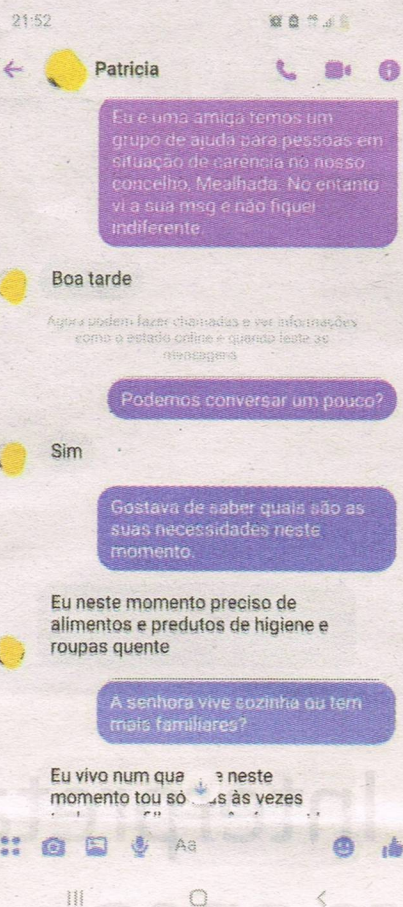 21:52
Patricia
Eu e uma amiga temos um
grupo de ajuda para pessoas em
situação de carência no nosso
concelho, Mealhada. No entanto
vi a sua msg e não fiquei
indiferente.
Boa tarde
Agora podem fazer chamadas e ver informações
como o estado online e quando leste as
mensagens
Podemos conversar um pouco?
Sim
Gostava de saber quais são as
suas necessidades neste
momento.
Eu neste momento preciso de
alimentos e predutos de higiene e
roupas quente
A senhora vive sozinha ou tem
mais familiares?
Eu vivo num qua e neste
momento tou só às vezes
Aa